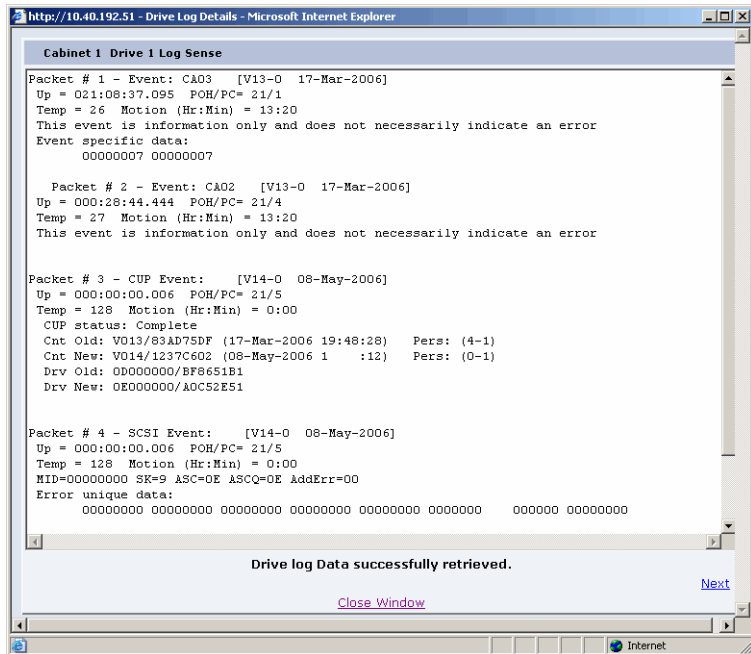 http://10.40.192.51 - Drive Log Details - Microsoft Internet Explorer
Cabinet 1 Drive 1 Log Sense
Packet # 1 - Event: CA03 [V13-0 17-Mar-2006]
Up = 021:08:37.095 POH/PC= 21/1
Temp = 26 Motion (Hr:Min) = 13:20
This event is information only and does not necessarily indicate an error
Event specific data:
00000007 00000007
Packet # 2 - Event: CA02 [V13-0 17-Mar-2006]
Up = 000:28:44.444 POH/PC= 21/4
Temp = 27 Motion (Hr:Min) = 13:20
This event is information only and does not necessarily indicate an error
Packet # 3 - CUP Event: [V14-0 08-May-2006]
Up = 000:00:00.006 POH/PC= 21/5
Temp = 128 Motion (Hr:Min) = 0:00
CUP status: Complete
Cnt Old: V013/83AD75DF (17-Mar-2006 19:48:28) Pers: (4-1)
Cnt New: V014/1237C602 (08-May-2006 1 :12) Pers: (0-1)
Drv Old: 0D000000/BF8651B1
Drv New: 0E000000/A0C52E51
Packet # 4 - SCSI Event: [V14-0 08-May-2006]
Up = 000:00:00.006 POH/PC= 21/5
Temp = 128 Motion (Hr:Min) = 0:00
MID=00000000 SK=9 ASC=0E ASCQ=0E AddErr=00
Error unique data:
00000000 00000000 00000000 00000000 00000000 0000000 000000 00000000
Drive log Data successfully retrieved.
Next
Close Window
Internet